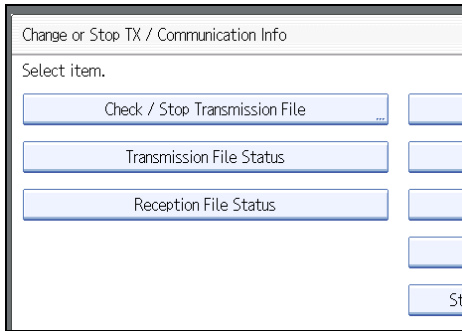 Change or Stop TX / Communication Info
Select item.
Check / Stop Transmission File
Transmission File Status
Reception File Status